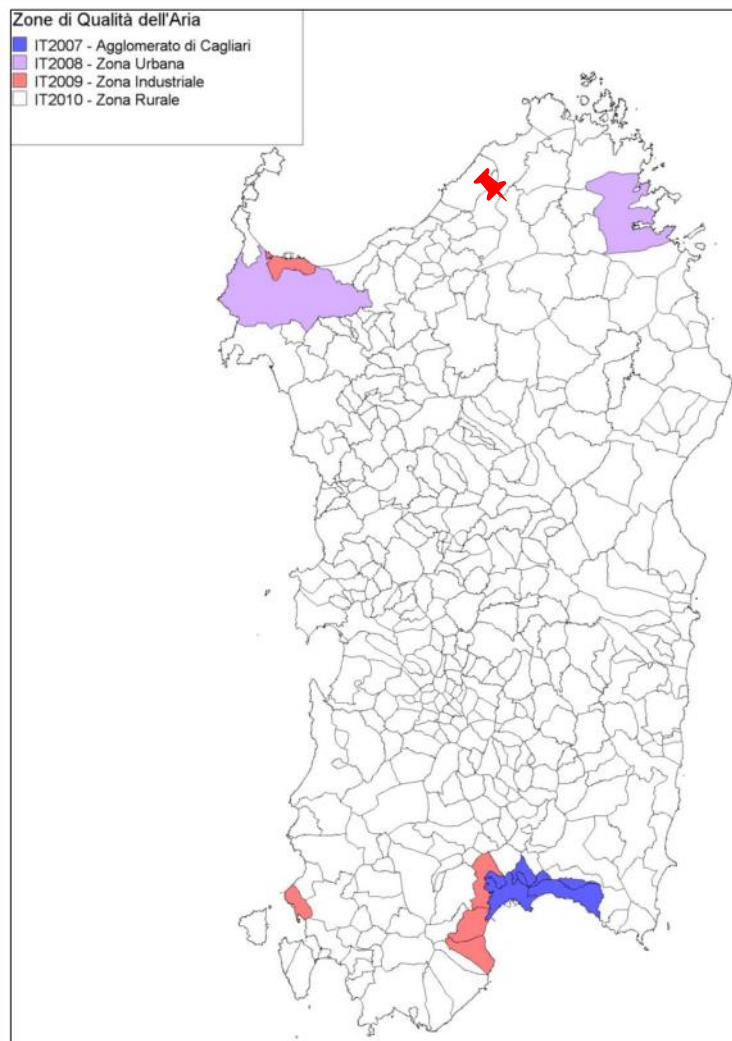 Zone di Qualità dell'Aria
IT2007 - Agglomerato di Cagliari
IT2008 - Zona Urbana
IT2009 - Zona Industriale
IT2010 - Zona Rurale